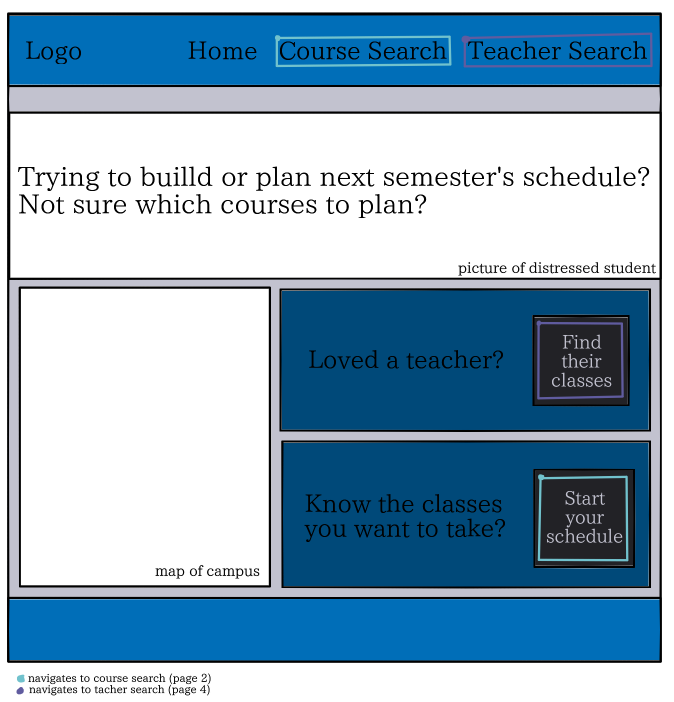 Logo Home Course Search Teacher Search
Trying to builld or plan next semester's schedule?
Not sure which courses to plan?
picture of distressed student
Loved a teacher?
Find
their
classes
map of campus
Know the classes
you want to take?
Start
your
schedule
navigates to course search (page 2)
navigates to tacher search (page 4)